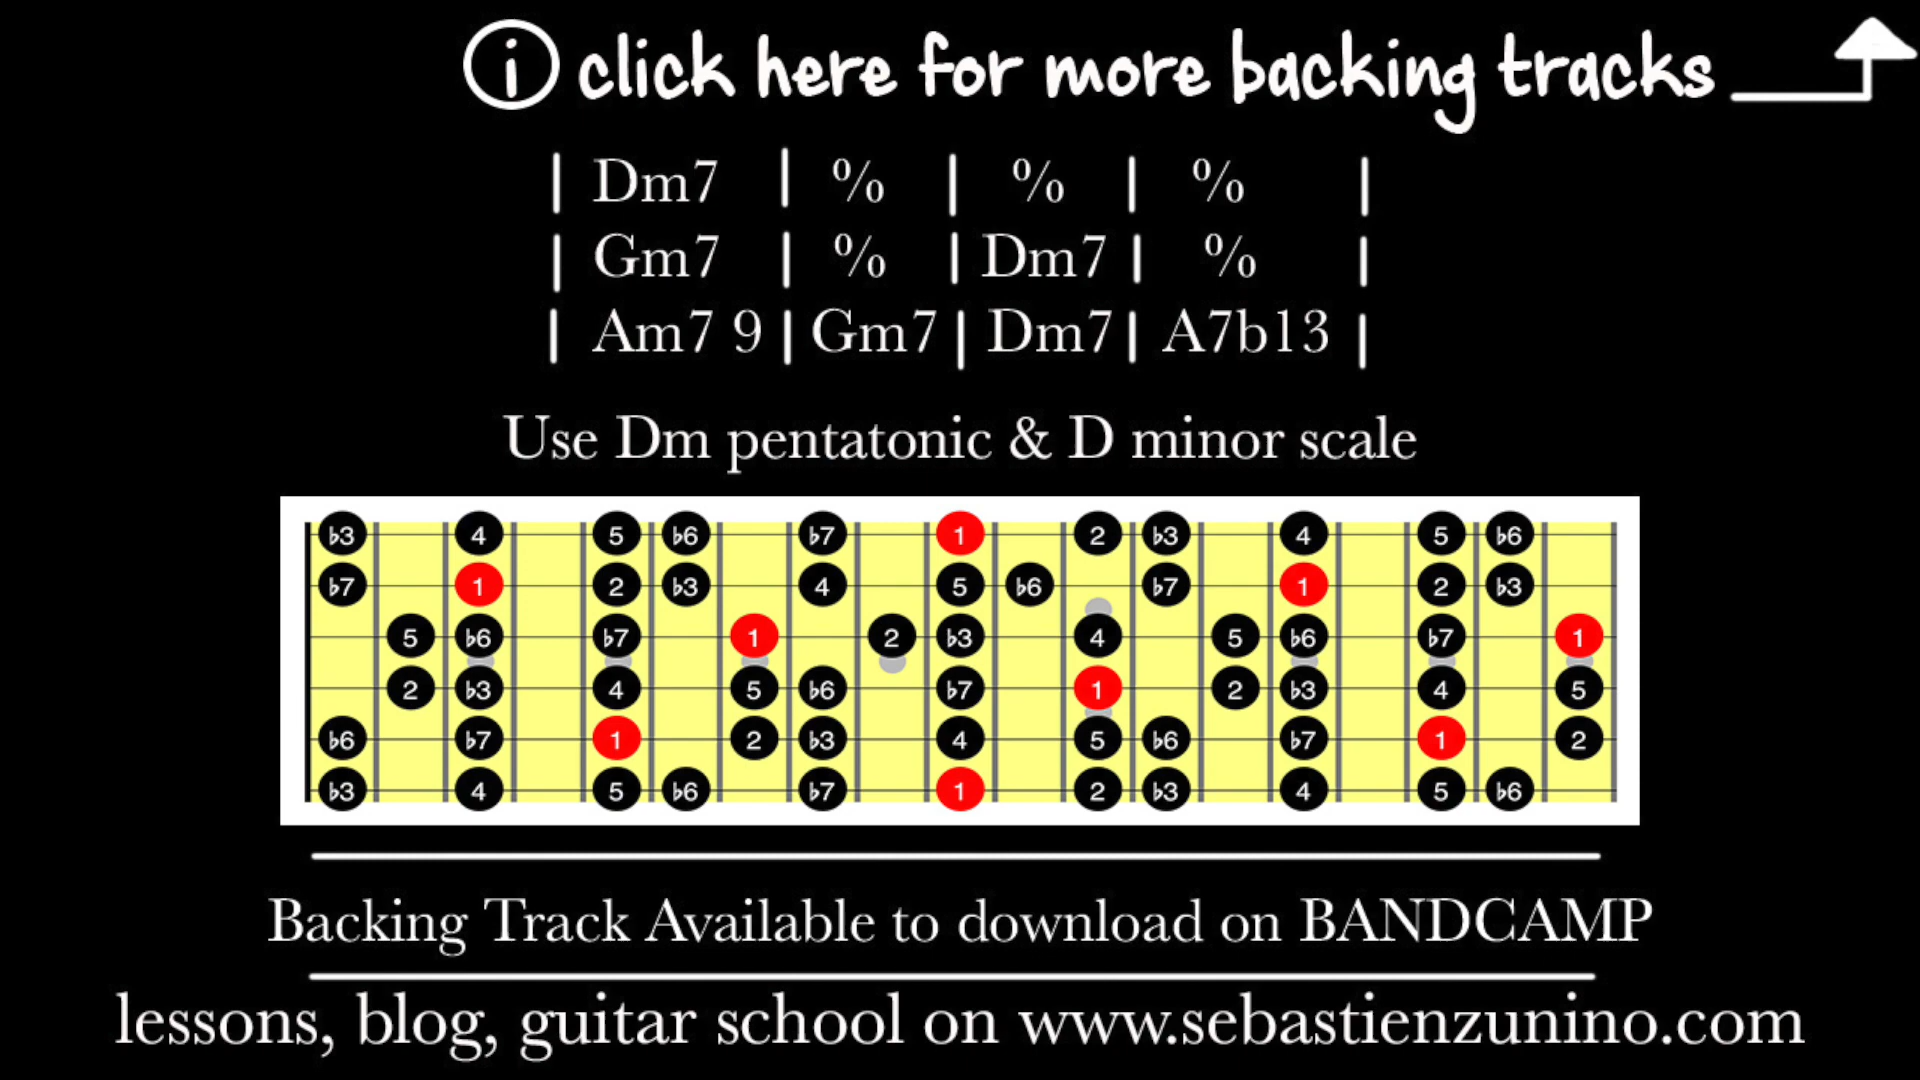 i click here for more backing tracks
| Dm7 | % | % | % |
| Gm7 | % | Dm7 | % |
| Am7 9 | Gm7 | Dm7 | A7b13 |
Use Dm pentatonic & D minor scale
♭3 4 5 ♭6 ♭7 1 2 ♭3 4 5 ♭6
♭7 1 2 ♭3 4 5 ♭6 ♭7 1 2 ♭3
5 ♭6 ♭7 1 2 ♭3 4 5 ♭6 ♭7 1
2 ♭3 4 5 ♭6 ♭7 1 2 ♭3 4 5
♭6 ♭7 1 2 ♭3 4 5 ♭6 ♭7 1 2
♭3 4 5 ♭6 ♭7 1 2 ♭3 4 5 ♭6
Backing Track Available to download on BANDCAMP
lessons, blog, guitar school on www.sebastienzunino.com